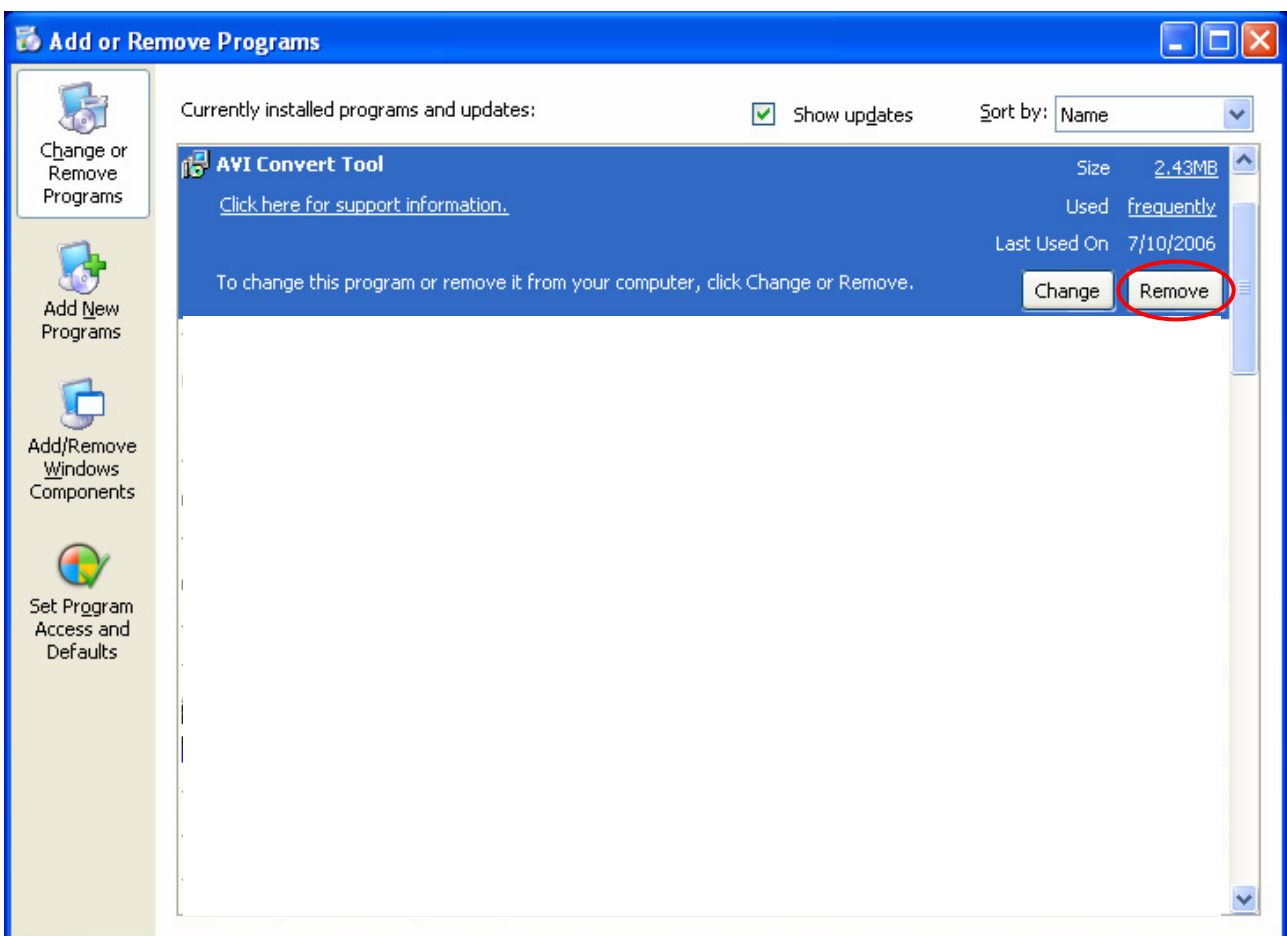 Add or Remove Programs
Change or
Remove
Programs
Add New
Programs
Add/Remove
Windows
Components
Set Program
Access and
Defaults
Currently installed programs and updates:
Show updates
Sort by: Name
AVI Convert Tool
Size 2.43MB
Click here for support information.
Used frequently
Last Used On 7/10/2006
To change this program or remove it from your computer, click Change or Remove.
Change Remove